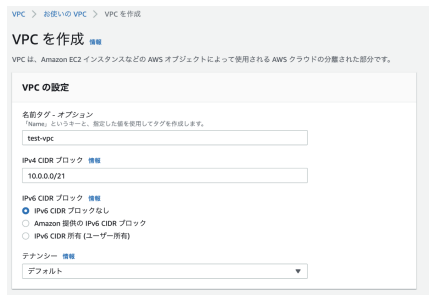 VPC > お使いの VPC > VPC を作成
VPC を作成 情報
VPC は、Amazon EC2 インスタンスなどの AWS オブジェクトによって使用される AWS クラウドの分離された部分です。
VPC の設定
名前タグ - オプション
「Name」というキーと、指定した値を使用してタグを作成します。
test-vpc
IPv4 CIDR ブロック 情報
10.0.0.0/21
IPv6 CIDR ブロック 情報
IPv6 CIDR ブロックなし
Amazon 提供の IPv6 CIDR ブロック
IPv6 CIDR 所有 (ユーザー所有)
テナンシー 情報
デフォルト